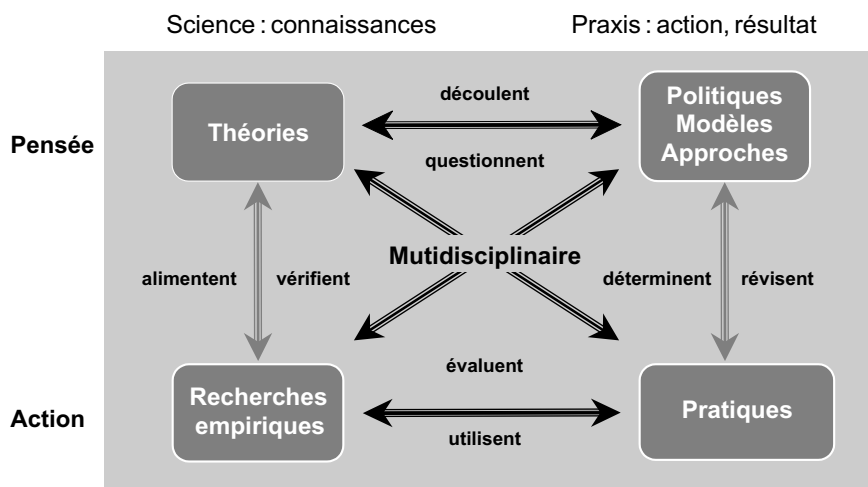 Science : connaissances
Praxis : action, résultat
Pensée
Théories
découlent
questionnent
Politiques
Modèles
Approches
alimentent
vérifient
Mutidisciplinaire
déterminent
révisent
Action
Recherches
empiriques
évaluent
utilisent
Pratiques